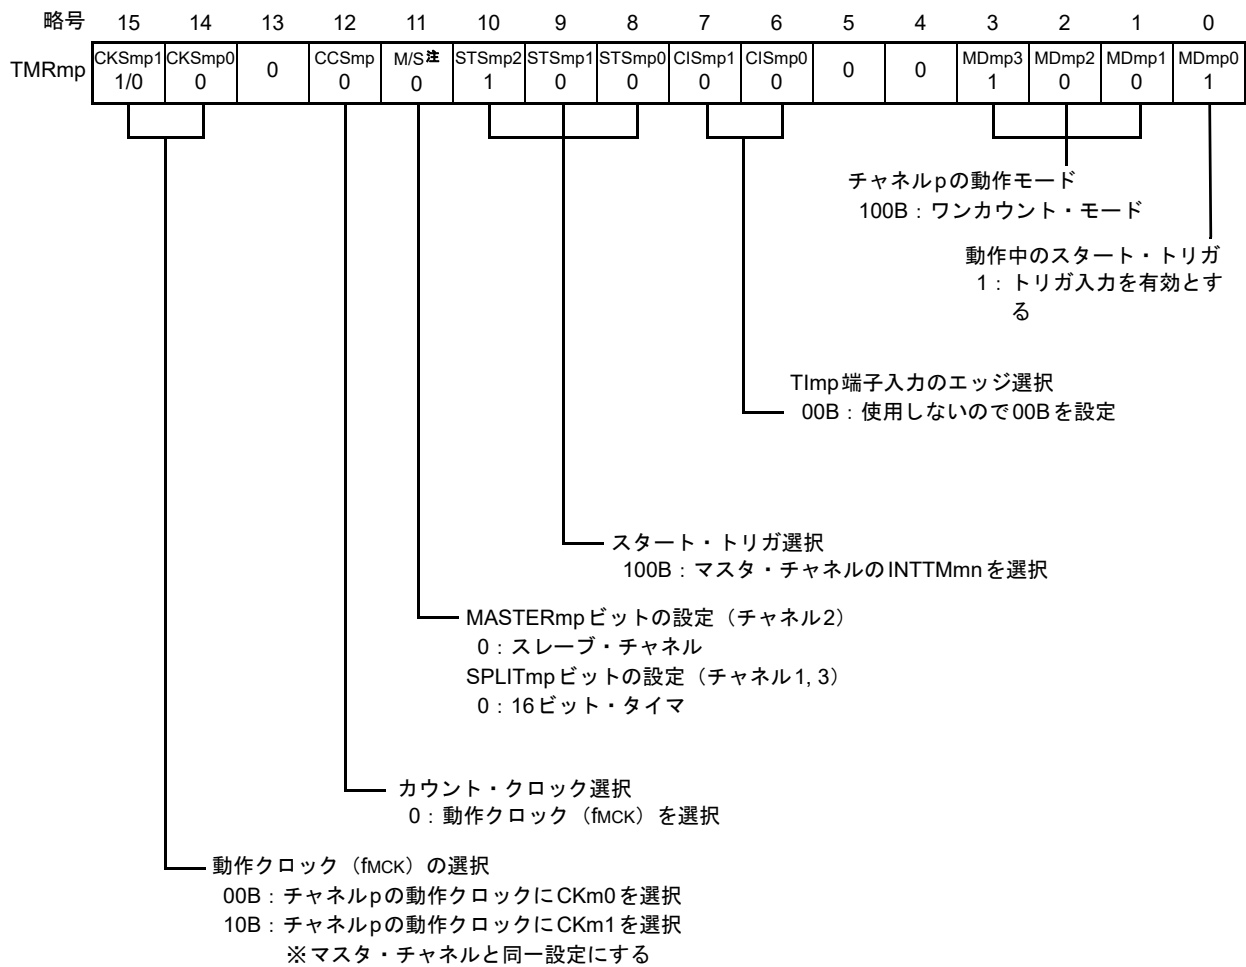 略号 15 14 13 12 11 10 9 8 7 6 5 4 3 2 1 0
TMRmp CKSmp1 CKSmp0 0 CCSmp M/S注 STSmp2 STSmp1 STSmp0 CISmp1 CISmp0 0 0 MDmp3 MDmp2 MDmp1 MDmp0
1/0 0 0 0 1 0 0 0 0 1 0 0 1
チャネルpの動作モード
100B：ワンカウント・モード
動作中のスタート・トリガ
1：トリガ入力を有効とす
る
TImp端子入力のエッジ選択
00B：使用しないので00Bを設定
スタート・トリガ選択
100B：マスタ・チャネルのINTTMmnを選択
MASTERmpビットの設定（チャネル2）
0：スレーブ・チャネル
SPLITmpビットの設定（チャネル1, 3）
0：16ビット・タイマ
カウント・クロック選択
0：動作クロック（fMCK）を選択
動作クロック（fMCK）の選択
00B：チャネルpの動作クロックにCKm0を選択
10B：チャネルpの動作クロックにCKm1を選択
※マスタ・チャネルと同一設定にする